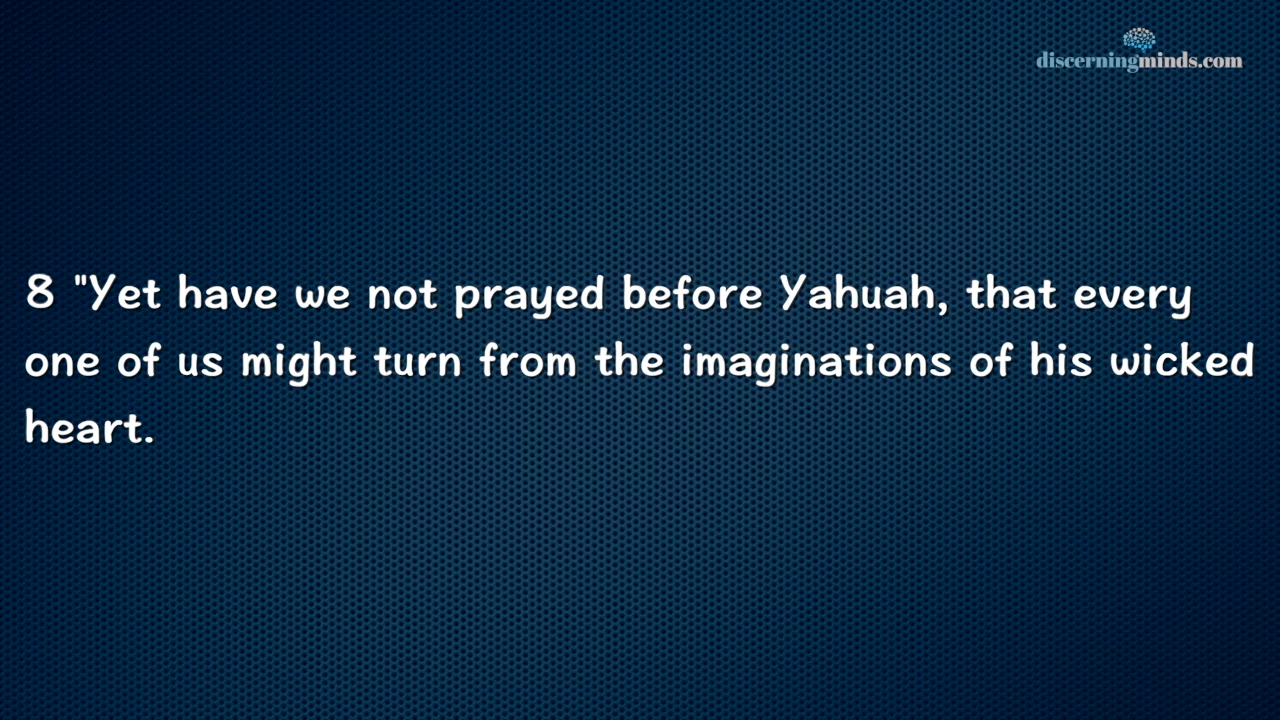 discerningminds.com
8 "Yet have we not prayed before Yahuah, that every
one of us might turn from the imaginations of his wicked
heart.